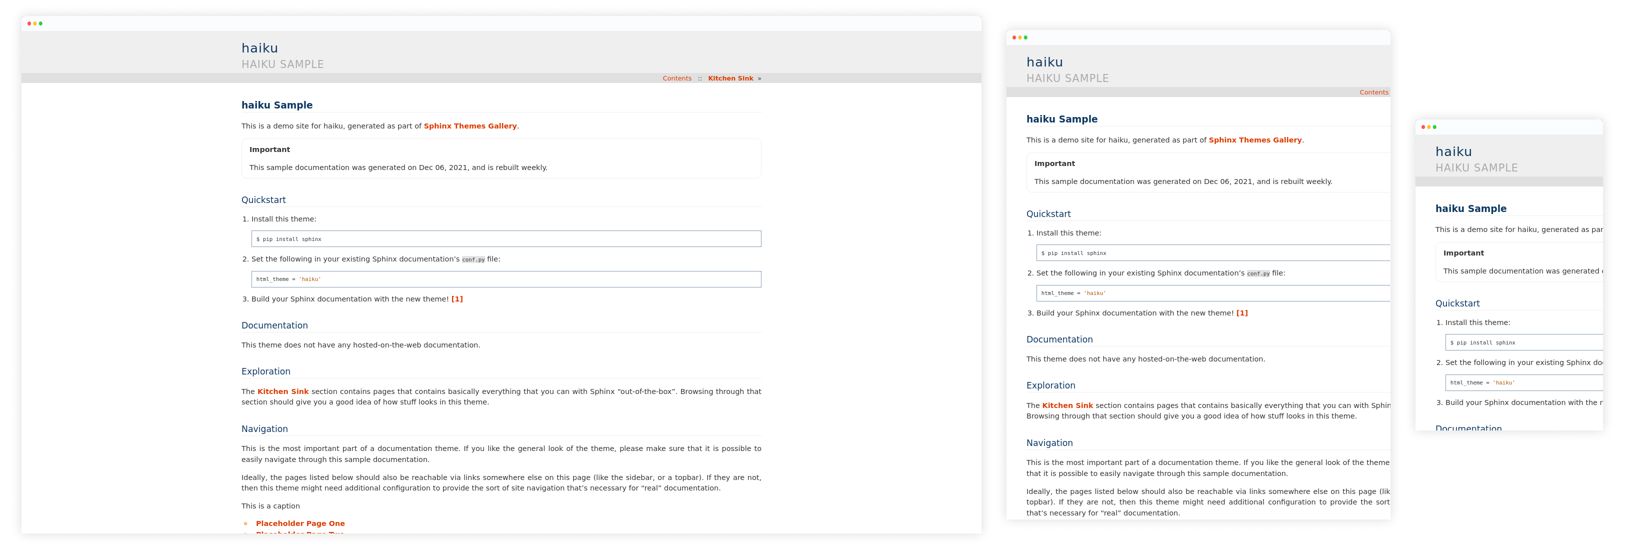 haiku
HAIKU SAMPLE
Contents :: Kitchen Sink »
haiku Sample
This is a demo site for haiku, generated as part of Sphinx Themes Gallery.
Important
This sample documentation was generated on Dec 06, 2021, and is rebuilt weekly.
Quickstart
1. Install this theme:
$ pip install sphinx
2. Set the following in your existing Sphinx documentation’s conf.py file:
html_theme = 'haiku'
3. Build your Sphinx documentation with the new theme! [1]
Documentation
This theme does not have any hosted-on-the-web documentation.
Exploration
The Kitchen Sink section contains pages that contains basically everything that you can with Sphinx “out-of-the-box”. Browsing through that
section should give you a good idea of how stuff looks in this theme.
Navigation
This is the most important part of a documentation theme. If you like the general look of the theme, please make sure that it is possible to
easily navigate through this sample documentation.
Ideally, the pages listed below should also be reachable via links somewhere else on this page (like the sidebar, or a topbar). If they are not,
then this theme might need additional configuration to provide the sort of site navigation that’s necessary for “real” documentation.
This is a caption
Placeholder Page One
Placeholder Page Two
haiku
HAIKU SAMPLE
Contents
haiku Sample
This is a demo site for haiku, generated as part of Sphinx Themes Gallery.
Important
This sample documentation was generated on Dec 06, 2021, and is rebuilt weekly.
Quickstart
1. Install this theme:
$ pip install sphinx
2. Set the following in your existing Sphinx documentation’s conf.py file:
html_theme = 'haiku'
3. Build your Sphinx documentation with the new theme! [1]
Documentation
This theme does not have any hosted-on-the-web documentation.
Exploration
The Kitchen Sink section contains pages that contains basically everything that you can with Sphin
Browsing through that section should give you a good idea of how stuff looks in this theme.
Navigation
This is the most important part of a documentation theme. If you like the general look of the theme
that it is possible to easily navigate through this sample documentation.
Ideally, the pages listed below should also be reachable via links somewhere else on this page (lik
topbar). If they are not, then this theme might need additional configuration to provide the sort
that’s necessary for “real” documentation.
haiku
HAIKU SAMPLE
haiku Sample
This is a demo site for haiku, generated as par
Important
This sample documentation was generated
Quickstart
1. Install this theme:
$ pip install sphinx
2. Set the following in your existing Sphinx do
html_theme = 'haiku'
3. Build your Sphinx documentation with the
Documentation